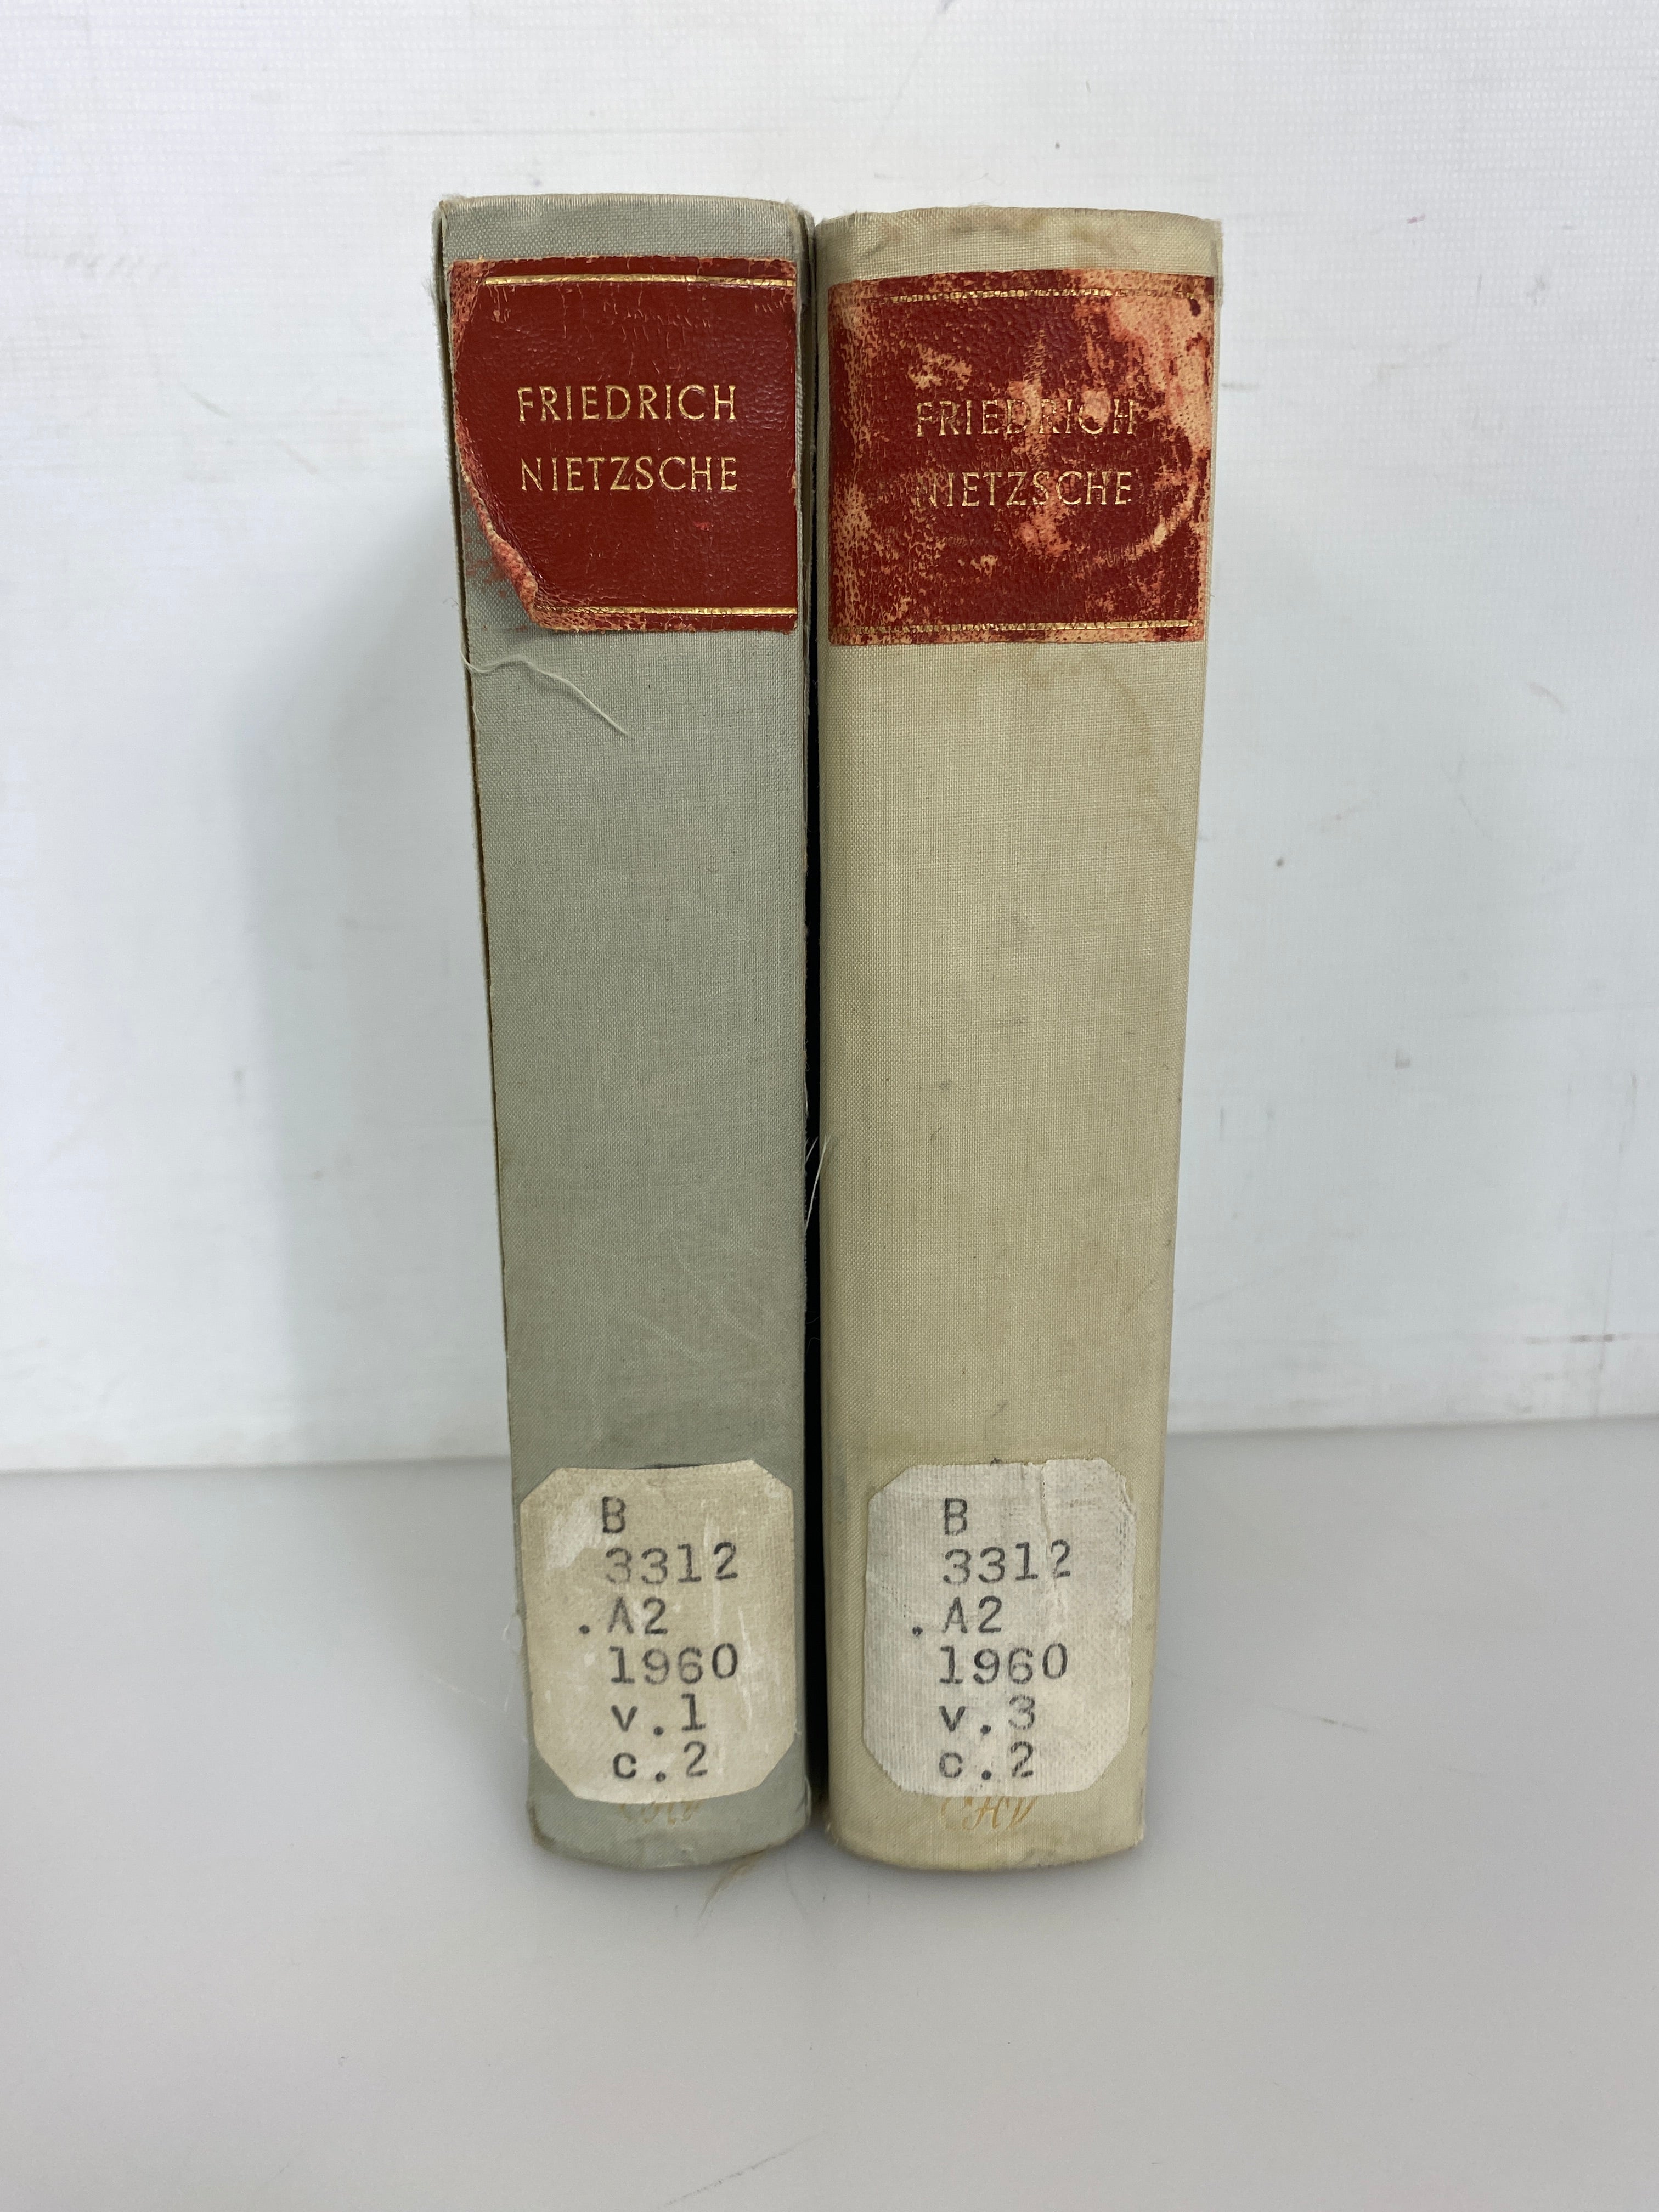 FRIEDRICH
NIETZSCHE
B
3312
.A2
1960
v.1
c.2
FRIEDRICH
NIETZSCHE
B
3312
.A2
1960
v.3
c.2